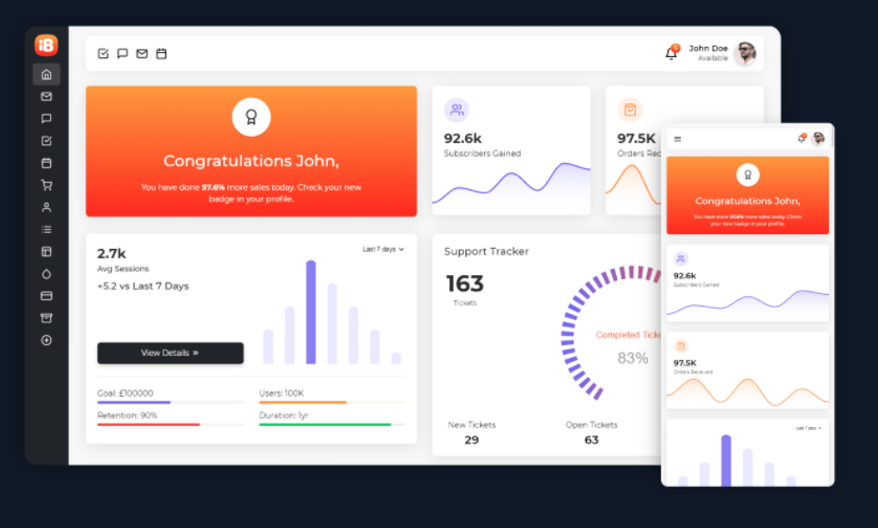 iB
John Doe
Available
Congratulations John,
You have done 57.6% more sales today. Check your new
badge in your profile.
92.6k
Subscribers Gained
97.5K
Orders Rec
2.7k
Avg Sessions
+5.2 vs Last 7 Days
Last 7 days
View Details »
Goal: £100000
Users: 100K
Retention: 90%
Duration: 1yr
Support Tracker
163
Tickets
Completed Ticke
83%
New Tickets
29
Open Tickets
63
Congratulations John,
You have done 57.6% more sales today. Check
your new badge in your profile.
92.6k
Subscribers Gained
97.5K
Orders Received
Last 7 days